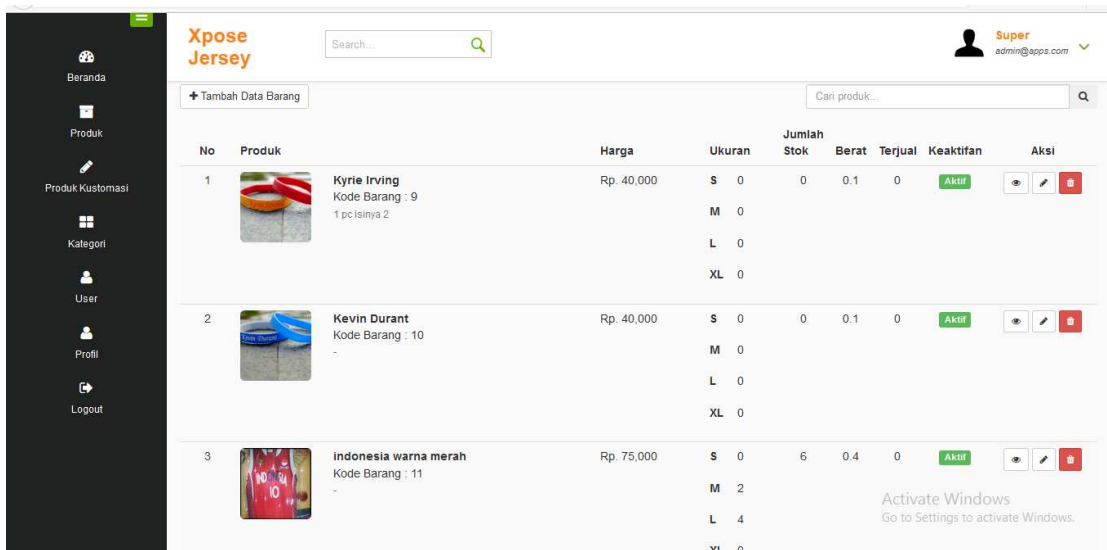 Xpose
Jersey
Search...
Super
admin@apps.com
Beranda
Produk
Produk Kustomasi
Kategori
User
Profil
Logout
Tambah Data Barang
Cari produk...
No Produk Harga Ukuran Jumlah Stok Berat Terjual Keaktifan Aksi
1 Kyrie Irving Rp. 40,000 S 0 0 0.1 0 Aktif
Kode Barang : 9
1 pc isinya 2
M 0
L 0
XL 0
2 Kevin Durant Rp. 40,000 S 0 0 0.1 0 Aktif
Kode Barang : 10
-
M 0
L 0
XL 0
3 indonesia warna merah Rp. 75,000 S 0 6 0.4 0 Aktif
Kode Barang : 11
-
INDONESIA
10
M 2
L 4
XL 0
Activate Windows
Go to Settings to activate Windows.